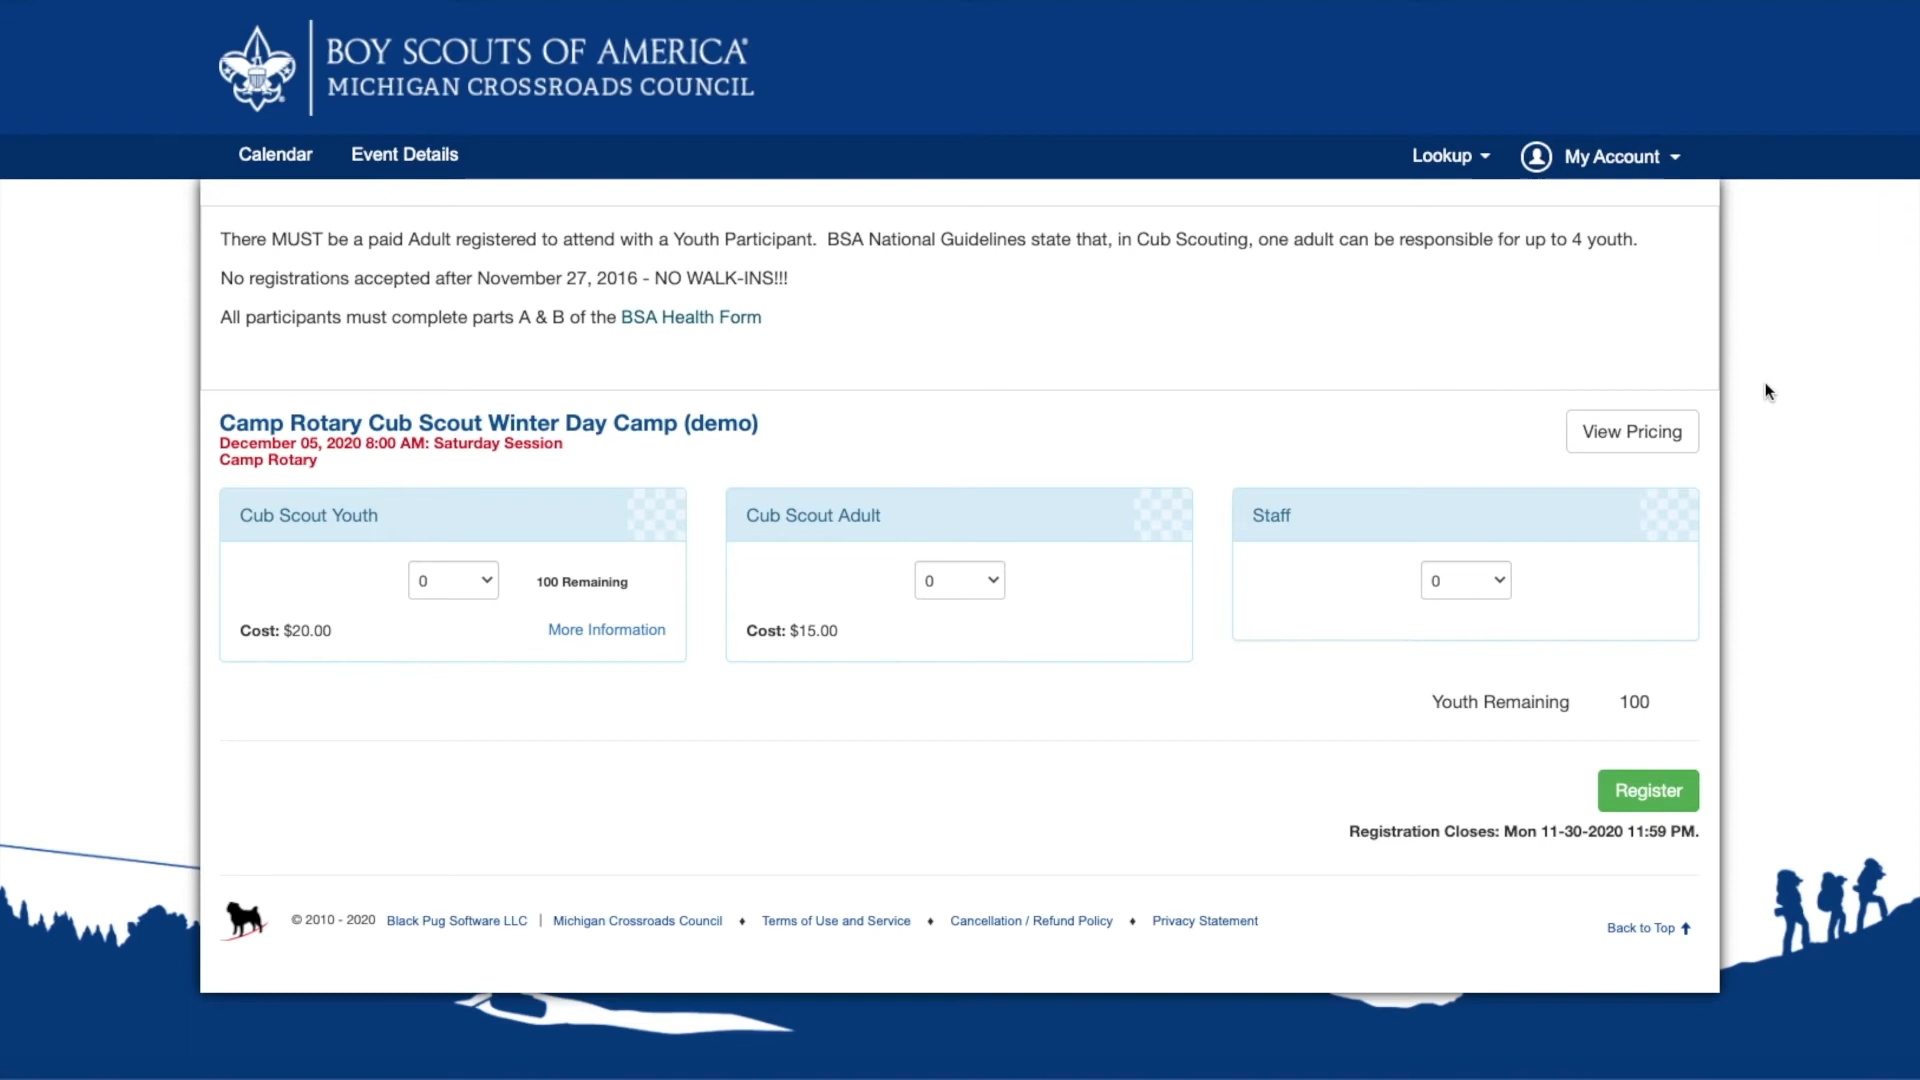 BOY SCOUTS OF AMERICA®
MICHIGAN CROSSROADS COUNCIL
Calendar Event Details Lookup My Account
There MUST be a paid Adult registered to attend with a Youth Participant. BSA National Guidelines state that, in Cub Scouting, one adult can be responsible for up to 4 youth.
No registrations accepted after November 27, 2016 - NO WALK-INS!!!
All participants must complete parts A & B of the BSA Health Form
Camp Rotary Cub Scout Winter Day Camp (demo)
View Pricing
December 05, 2020 8:00 AM: Saturday Session
Camp Rotary
Cub Scout Youth
0 100 Remaining
Cost: $20.00 More Information
Cub Scout Adult
0
Cost: $15.00
Staff
0
Youth Remaining 100
Register
Registration Closes: Mon 11-30-2020 11:59 PM.
© 2010 - 2020 Black Pug Software LLC | Michigan Crossroads Council ♦ Terms of Use and Service ♦ Cancellation / Refund Policy ♦ Privacy Statement
Back to Top